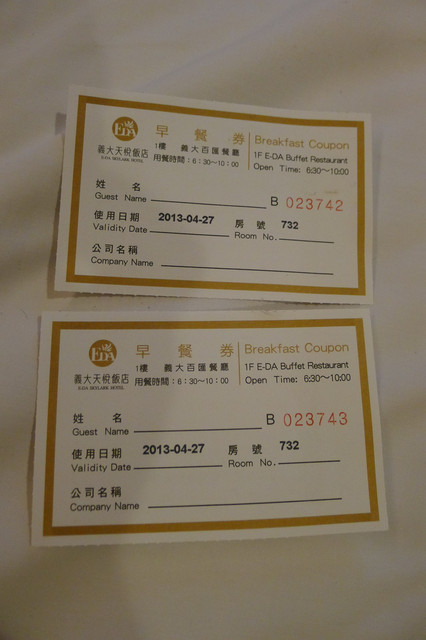 EDA
義大天悅飯店
E-DA SKYLARK HOTEL
早餐券
1樓 義大百匯餐廳
用餐時間：6：30～10：00
Breakfast Coupon
1F E-DA Buffet Restaurant
Open Time: 6:30～10:00
姓 名
Guest Name
B 023742
使用日期 2013-04-27 房 號 732
Validity Date Room No.
公司名稱
Company Name
EDA
義大天悅飯店
E-DA SKYLARK HOTEL
早餐券
1樓 義大百匯餐廳
用餐時間：6：30～10：00
Breakfast Coupon
1F E-DA Buffet Restaurant
Open Time: 6:30～10:00
姓 名
Guest Name
B 023743
使用日期 2013-04-27 房 號 732
Validity Date Room No.
公司名稱
Company Name